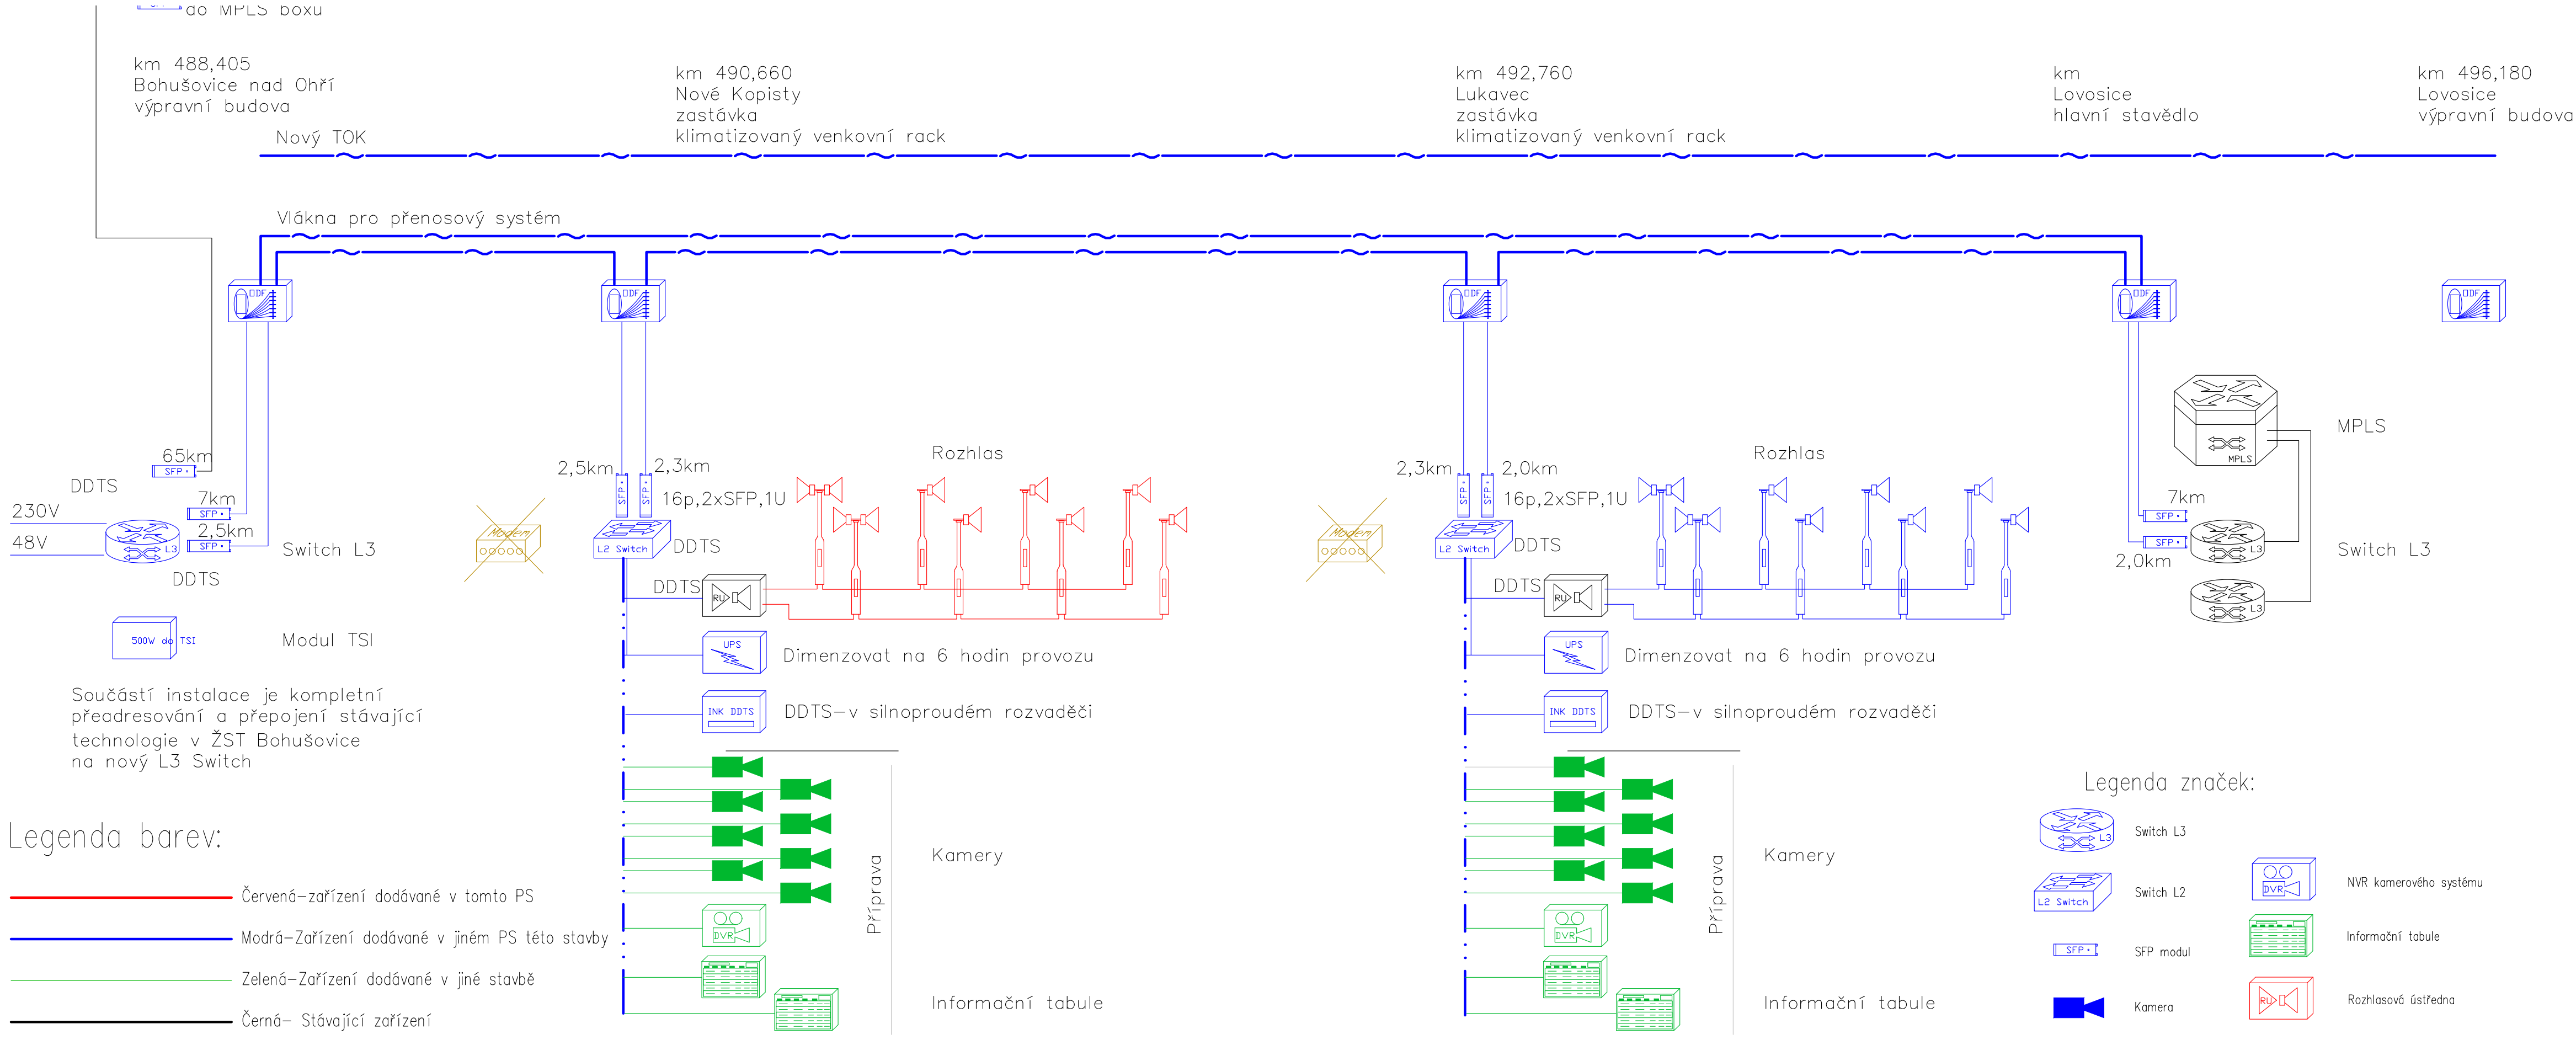 do MPLS boxu
km 488,405
Bohušovice nad Ohří
výpravní budova
km 490,660
Nové Kopisty
zastávka
klimatizovaný venkovní rack
km 492,760
Lukavec
zastávka
klimatizovaný venkovní rack
km
Lovosice
hlavní stavědlo
km 496,180
Lovosice
výpravní budova
Nový TOK
Vlákna pro přenosový systém
ODF
ODF
ODF
ODF
ODF
65km
SFP
DDTS
7km
SFP
230V
2,5km
SFP
48V
L3
Switch L3
DDTS
500W do TSI
Modul TSI
Součástí instalace je kompletní
přeadresování a přepojení stávající
technologie v ŽST Bohušovice
na nový L3 Switch
Modem
2,5km
2,3km
SFP
SFP
16p,2xSFP,1U
L2 Switch
DDTS
DDTS
RU
Rozhlas
UPS
Dimenzovat na 6 hodin provozu
INK DDTS
DDTS-v silnoproudém rozvaděči
Kamery
Příprava
DVR
Informační tabule
Modem
2,3km
2,0km
SFP
SFP
16p,2xSFP,1U
L2 Switch
DDTS
DDTS
RU
Rozhlas
UPS
Dimenzovat na 6 hodin provozu
INK DDTS
DDTS-v silnoproudém rozvaděči
Kamery
Příprava
DVR
Informační tabule
MPLS
MPLS
7km
SFP
SFP
2,0km
L3
Switch L3
L3
Legenda barev:
Červená-zařízení dodávané v tomto PS
Modrá-Zařízení dodávané v jiném PS této stavby
Zelená-Zařízení dodávané v jiné stavbě
Černá- Stávající zařízení
Legenda značek:
L3
Switch L3
L2 Switch
Switch L2
SFP
SFP modul
Kamera
DVR
NVR kamerového systému
Informační tabule
RU
Rozhlasová ústředna